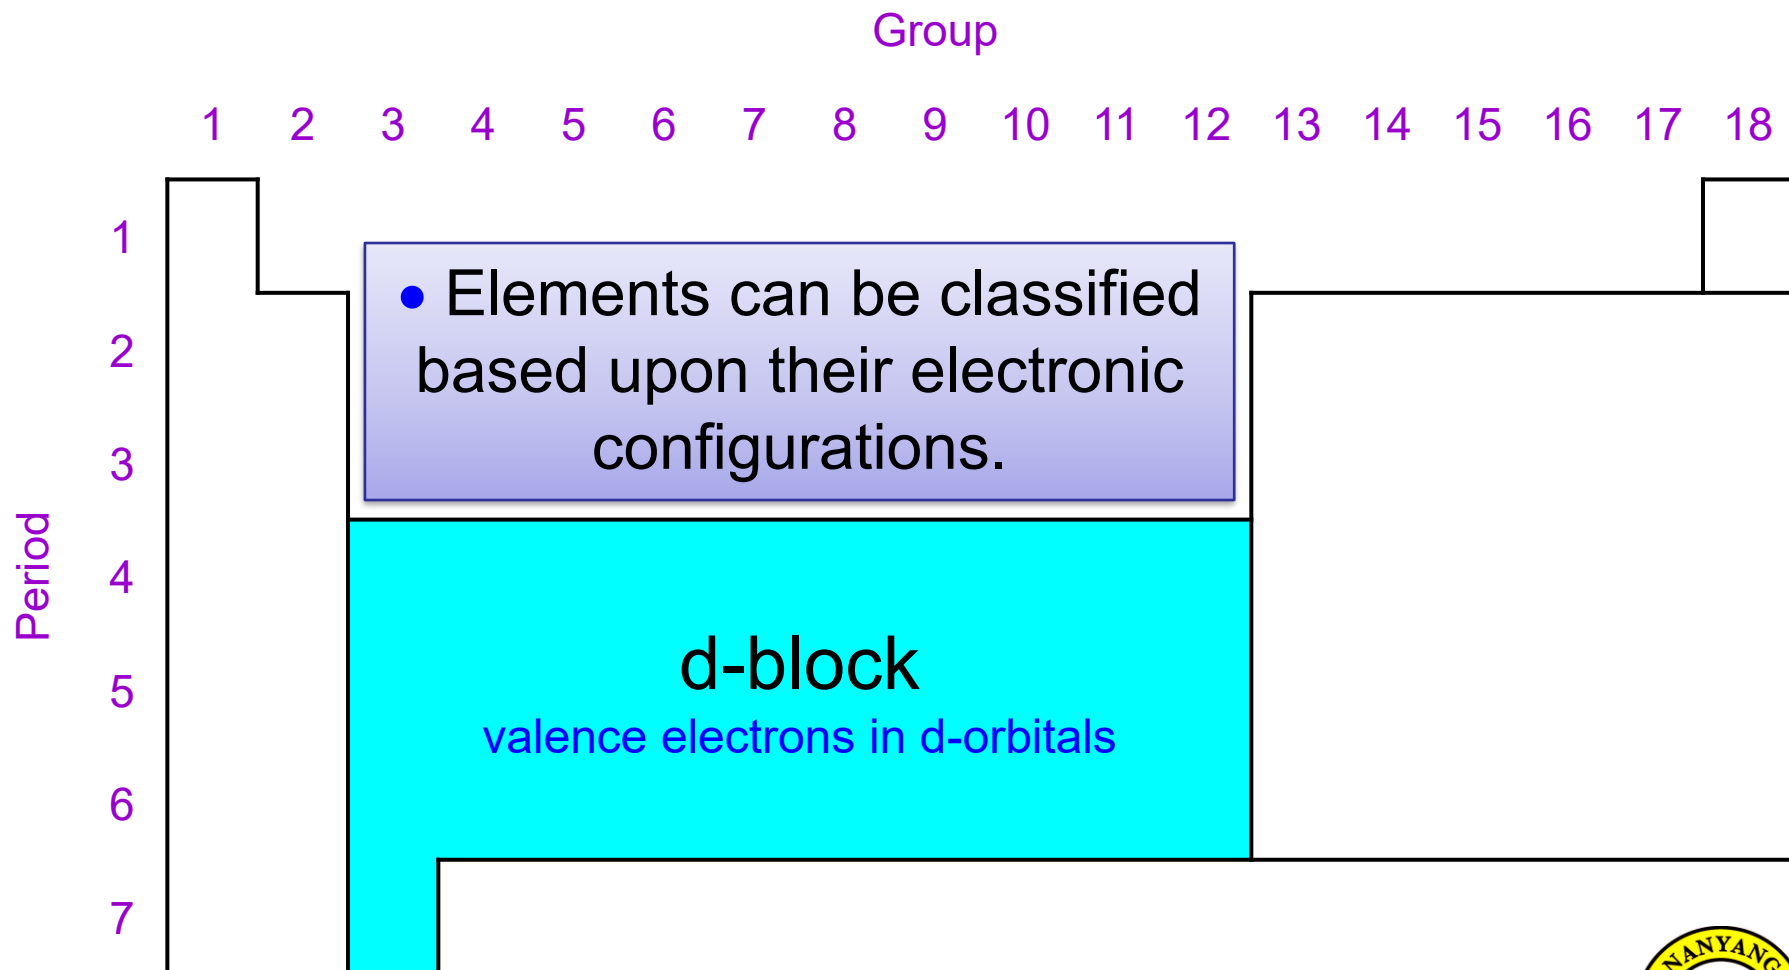 Group
1 2 3 4 5 6 7 8 9 10 11 12 13 14 15 16 17 18
1
• Elements can be classified
based upon their electronic
configurations.
2
3
Period
4
5
6
7
d-block
valence electrons in d-orbitals
NANYANG